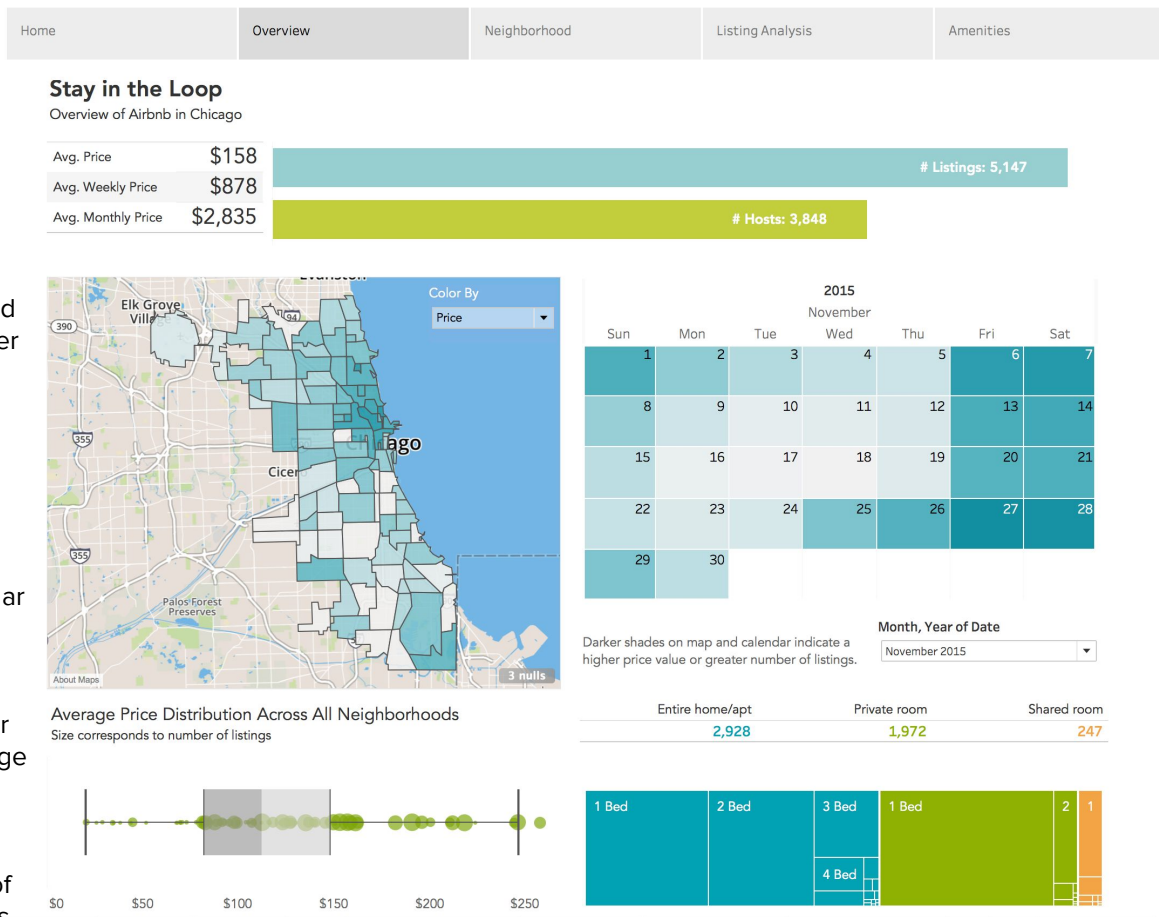 Home Overview Neighborhood Listing Analysis Amenities
Stay in the Loop
Overview of Airbnb in Chicago
Avg. Price $158
Avg. Weekly Price $878
Avg. Monthly Price $2,835
# Listings: 5,147
# Hosts: 3,848
d
er
ar
r
ge
of
s
Elk Grove
Village
390
94
355
Cicer
Chicago
355
Palos Forest
Preserves
Color By
Price
About Maps
3 nulls
2015
November
Sun Mon Tue Wed Thu Fri Sat
1 2 3 4 5 6 7
8 9 10 11 12 13 14
15 16 17 18 19 20 21
22 23 24 25 26 27 28
29 30
Darker shades on map and calendar indicate a
higher price value or greater number of listings.
Month, Year of Date
November 2015
Average Price Distribution Across All Neighborhoods
Size corresponds to number of listings
$0 $50 $100 $150 $200 $250
Entire home/apt Private room Shared room
2,928 1,972 247
1 Bed 2 Bed 3 Bed 1 Bed 2 1
4 Bed